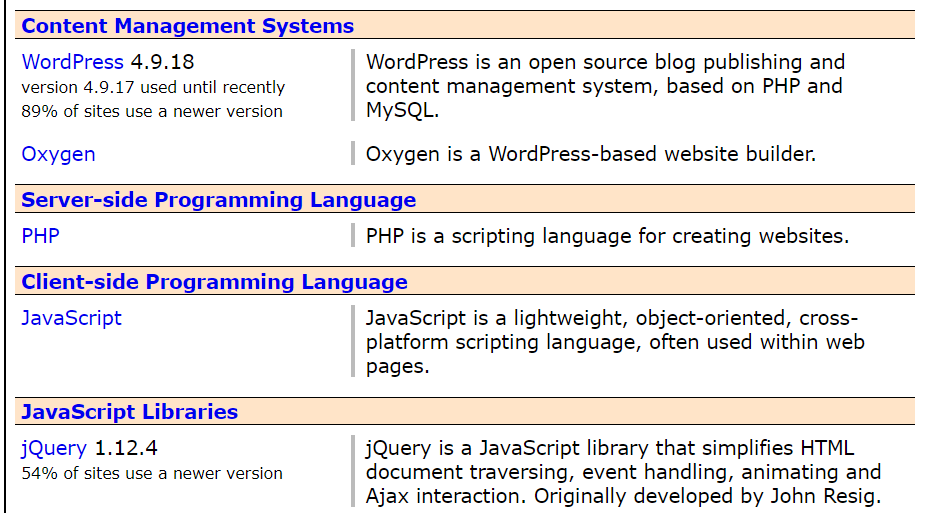 Content Management Systems
WordPress 4.9.18
version 4.9.17 used until recently
89% of sites use a newer version
WordPress is an open source blog publishing and
content management system, based on PHP and
MySQL.
Oxygen
Oxygen is a WordPress-based website builder.
Server-side Programming Language
PHP
PHP is a scripting language for creating websites.
Client-side Programming Language
JavaScript
JavaScript is a lightweight, object-oriented, cross-
platform scripting language, often used within web
pages.
JavaScript Libraries
jQuery 1.12.4
54% of sites use a newer version
jQuery is a JavaScript library that simplifies HTML
document traversing, event handling, animating and
Ajax interaction. Originally developed by John Resig.